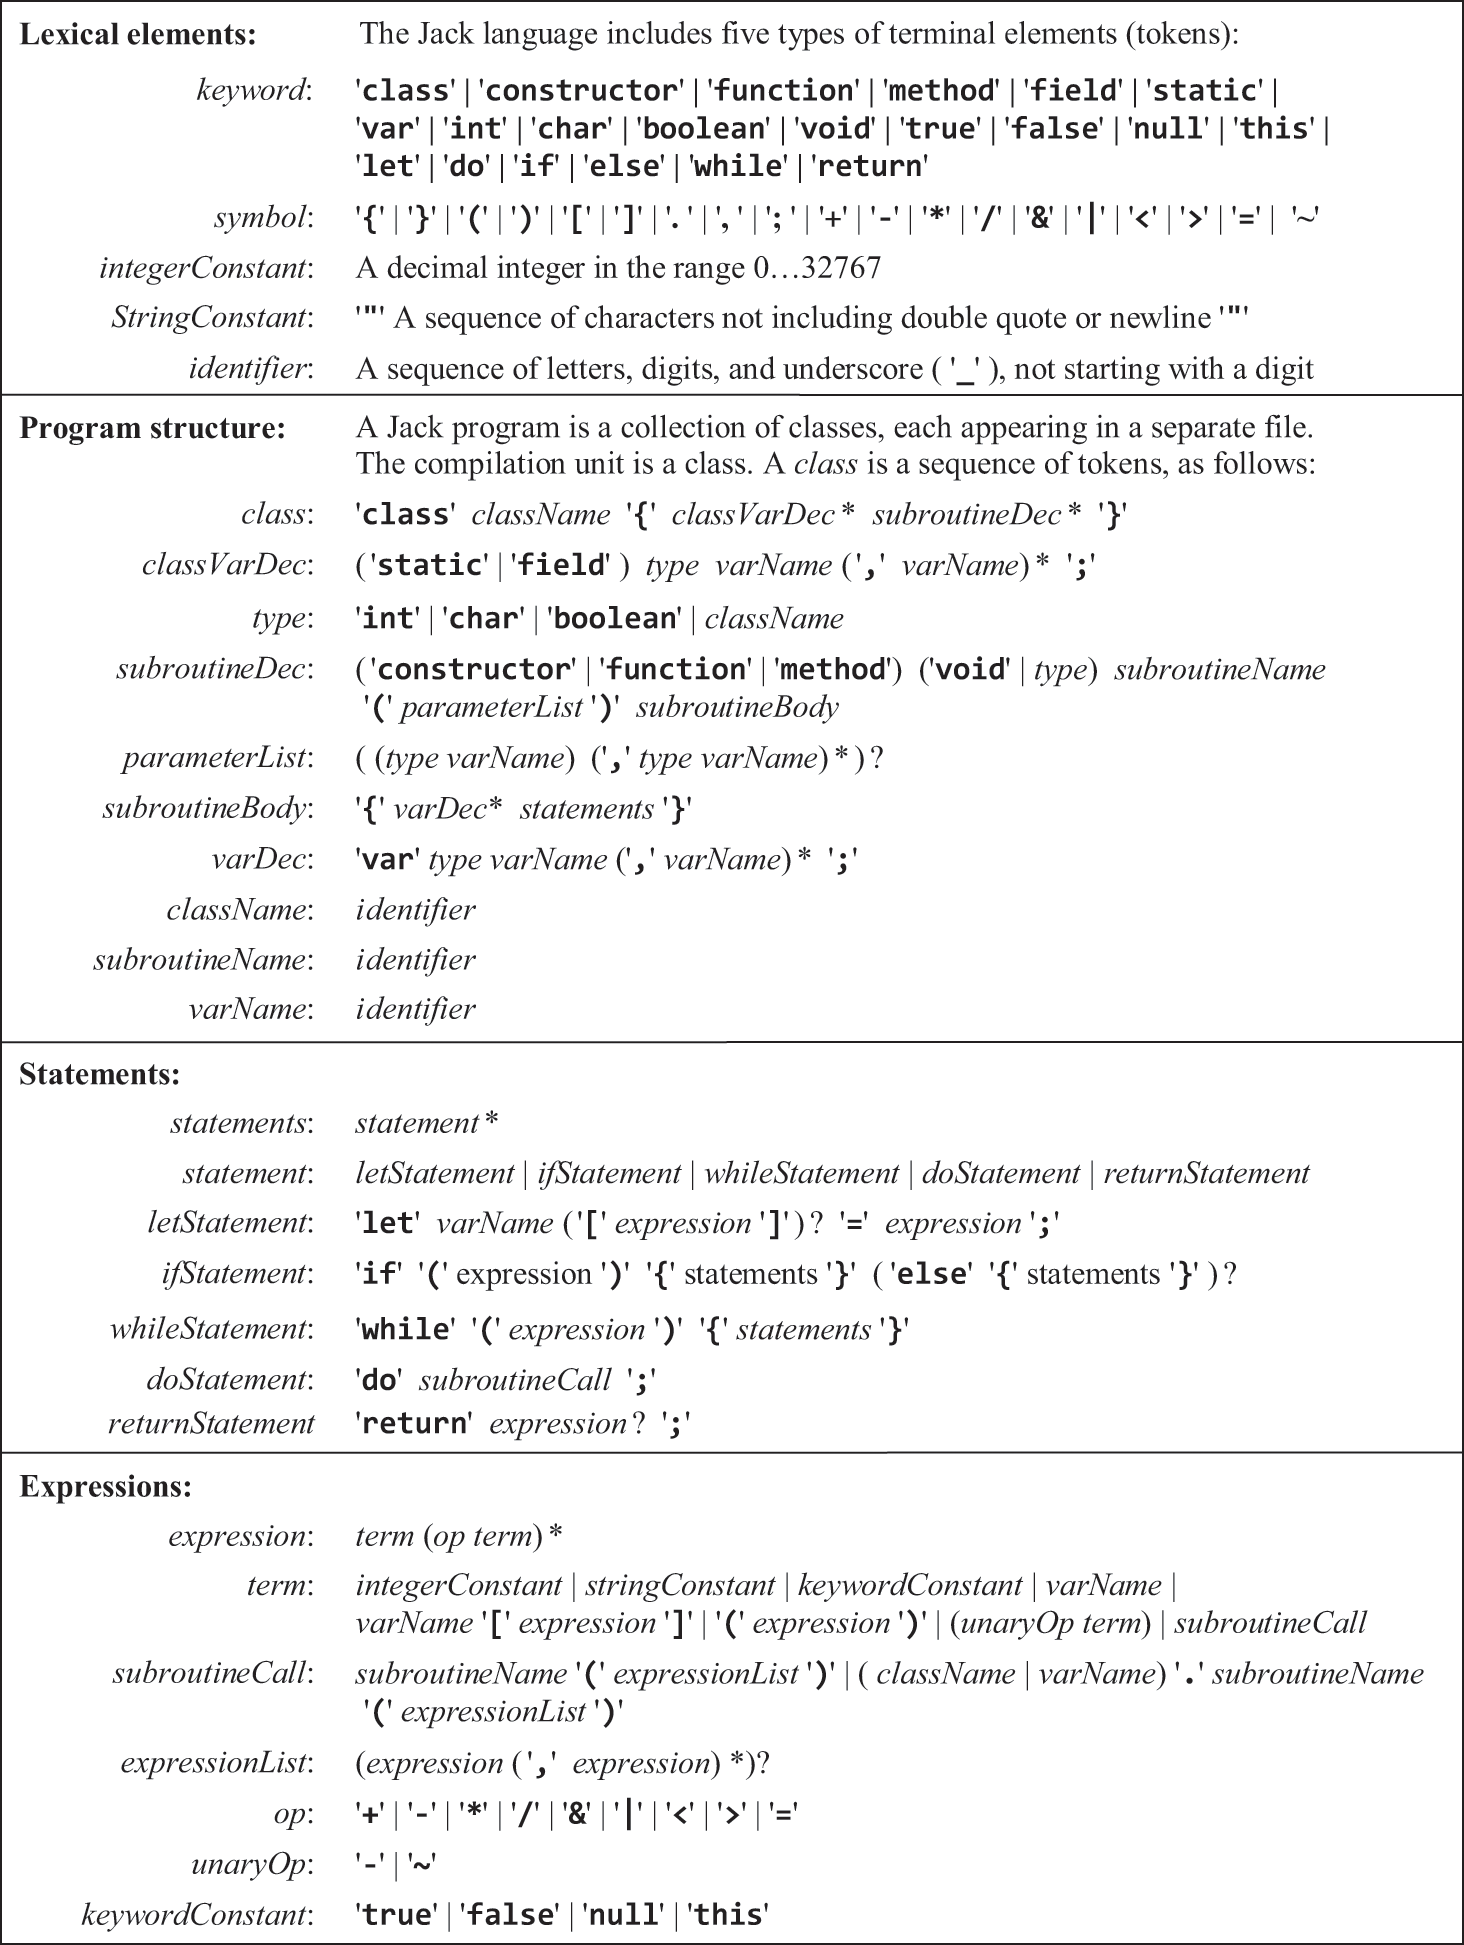 Lexical elements: The Jack language includes five types of terminal elements (tokens):
keyword: 'class' | 'constructor' | 'function' | 'method' | 'field' | 'static' |
'var' | 'int' | 'char' | 'boolean' | 'void' | 'true' | 'false' | 'null' | 'this' |
'let' | 'do' | 'if' | 'else' | 'while' | 'return'
symbol: '{' | '}' | '(' | ')' | '[' | ']' | '. ' | ', ' | '; ' | '+' | '-' | '*' | '/' | '&' | '|' | '<' | '>' | '=' | '~'
integerConstant: A decimal integer in the range 0…32767
StringConstant: '"' A sequence of characters not including double quote or newline '"'
identifier: A sequence of letters, digits, and underscore ( '_' ), not starting with a digit
Program structure: A Jack program is a collection of classes, each appearing in a separate file.
The compilation unit is a class. A class is a sequence of tokens, as follows:
class: 'class' className '{' classVarDec* subroutineDec* '}'
classVarDec: ('static' | 'field' ) type varName (',' varName)* ';'
type: 'int' | 'char' | 'boolean' | className
subroutineDec: ('constructor' | 'function' | 'method') ('void' | type) subroutineName
'(' parameterList ')' subroutineBody
parameterList: ( (type varName) (',' type varName)*)?
subroutineBody: '{' varDec* statements '}'
varDec: 'var' type varName (',' varName)* ';'
className: identifier
subroutineName: identifier
varName: identifier
Statements:
statements: statement*
statement: letStatement | ifStatement | whileStatement | doStatement | returnStatement
letStatement: 'let' varName ('[' expression ']')? '=' expression ';'
ifStatement: 'if' '(' expression ')' '{' statements '}' ( 'else' '{' statements '}' )?
whileStatement: 'while' '(' expression ')' '{' statements '}'
doStatement: 'do' subroutineCall ';'
returnStatement 'return' expression? ';'
Expressions:
expression: term (op term)*
term: integerConstant | stringConstant | keywordConstant | varName |
varName '[' expression ']' | '(' expression ')' | (unaryOp term) | subroutineCall
subroutineCall: subroutineName '(' expressionList ')' | ( className | varName) '.' subroutineName
'(' expressionList ')'
expressionList: (expression (',' expression) *)?
op: '+' | '-' | '*' | '/' | '&' | '|' | '<' | '>' | '='
unaryOp: '-' | '~'
keywordConstant: 'true' | 'false' | 'null' | 'this'